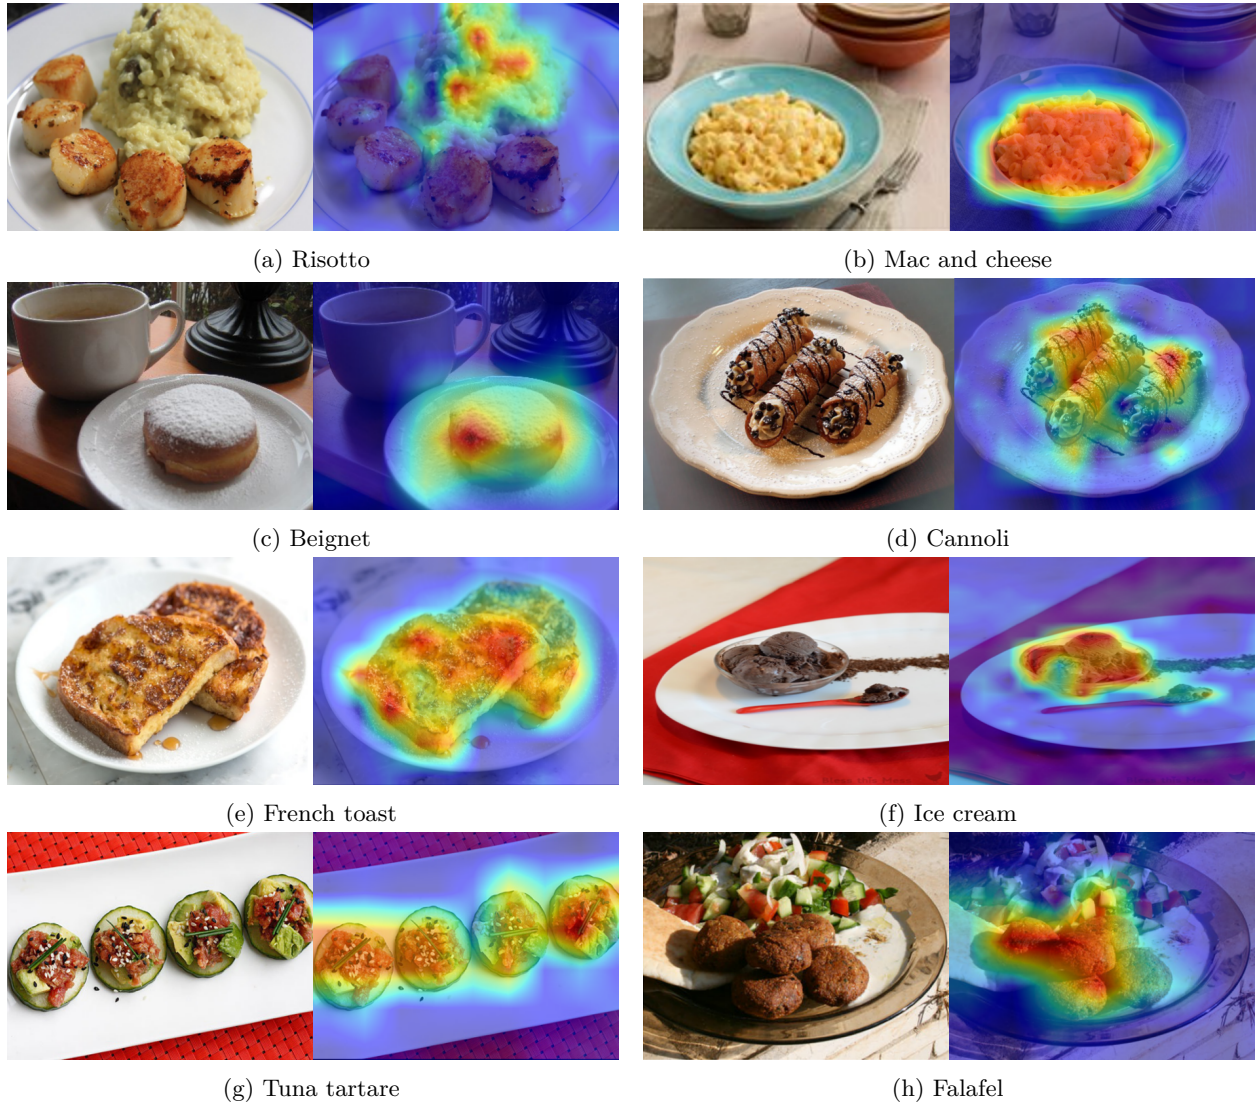 (a) Risotto
(b) Mac and cheese
(c) Beignet
(d) Cannoli
(e) French toast
(f) Ice cream
(g) Tuna tartare
(h) Falafel